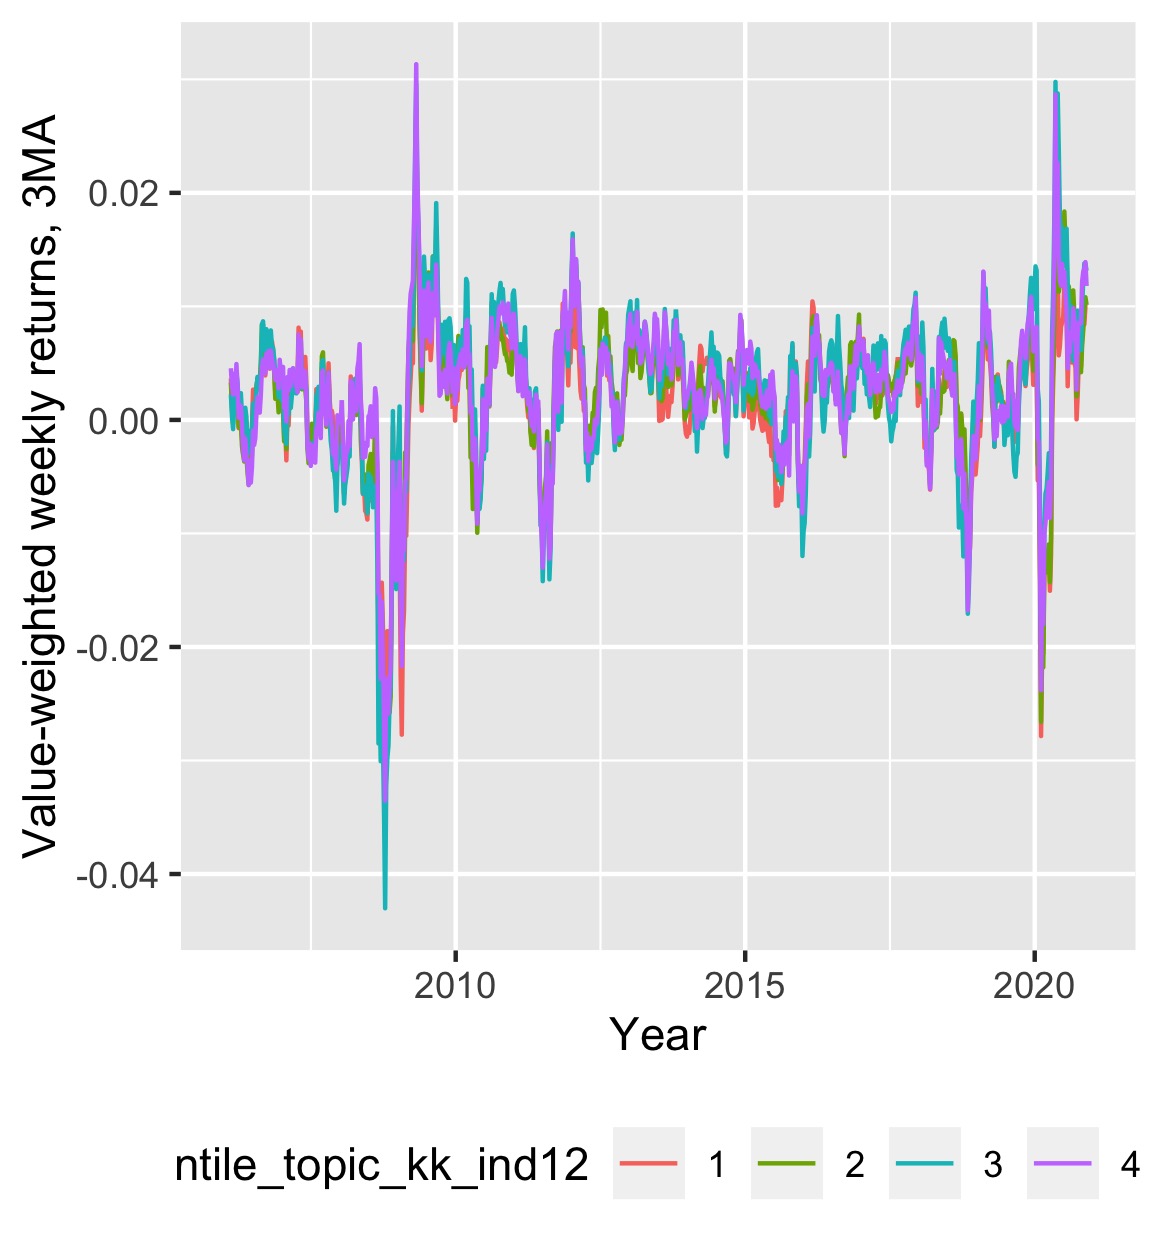 Value-weighted weekly returns, 3MA
0.02
0.00
-0.02
-0.04
2010 2015 2020
Year
ntile_topic_kk_ind12 1 2 3 4